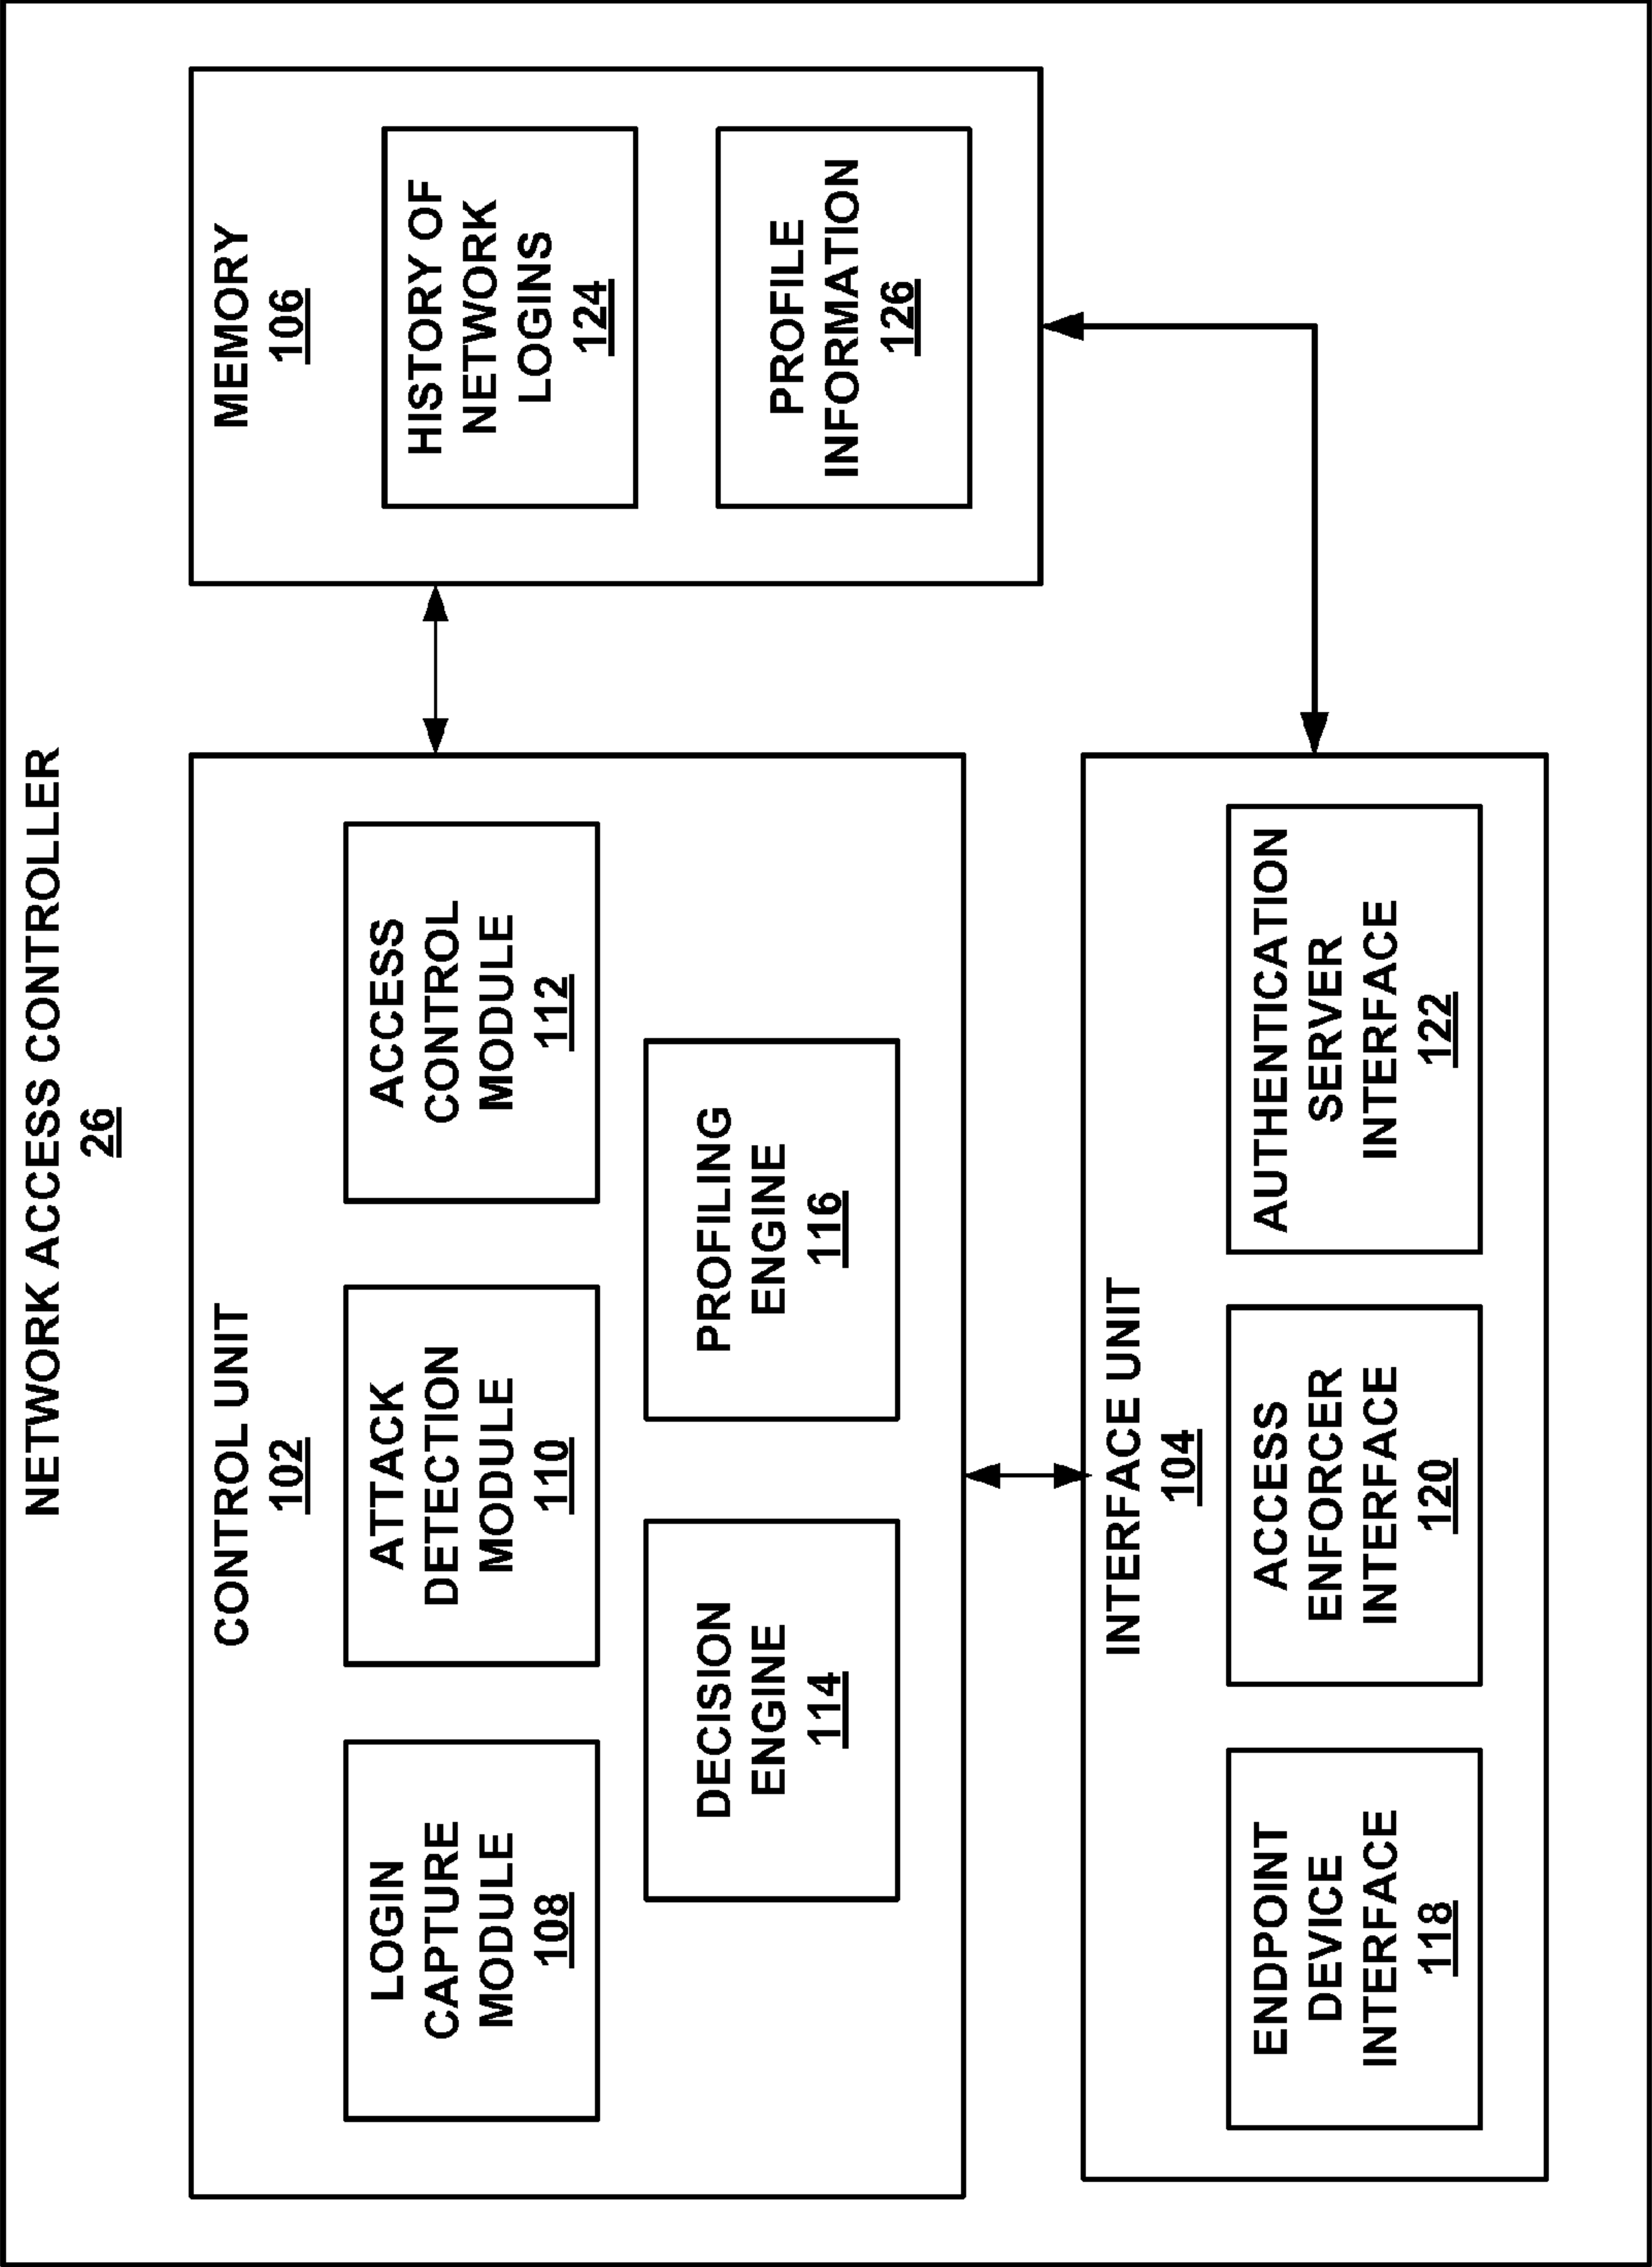 NETWORK ACCESS CONTROLLER
26
CONTROL UNIT
102
LOGIN
CAPTURE
MODULE
108
ATTACK
DETECTION
MODULE
110
ACCESS
CONTROL
MODULE
112
DECISION
ENGINE
114
PROFILING
ENGINE
116
MEMORY
106
HISTORY OF
NETWORK
LOGINS
124
PROFILE
INFORMATION
126
INTERFACE UNIT
104
ENDPOINT
DEVICE
INTERFACE
118
ACCESS
ENFORCER
INTERFACE
120
AUTHENTICATION
SERVER
INTERFACE
122